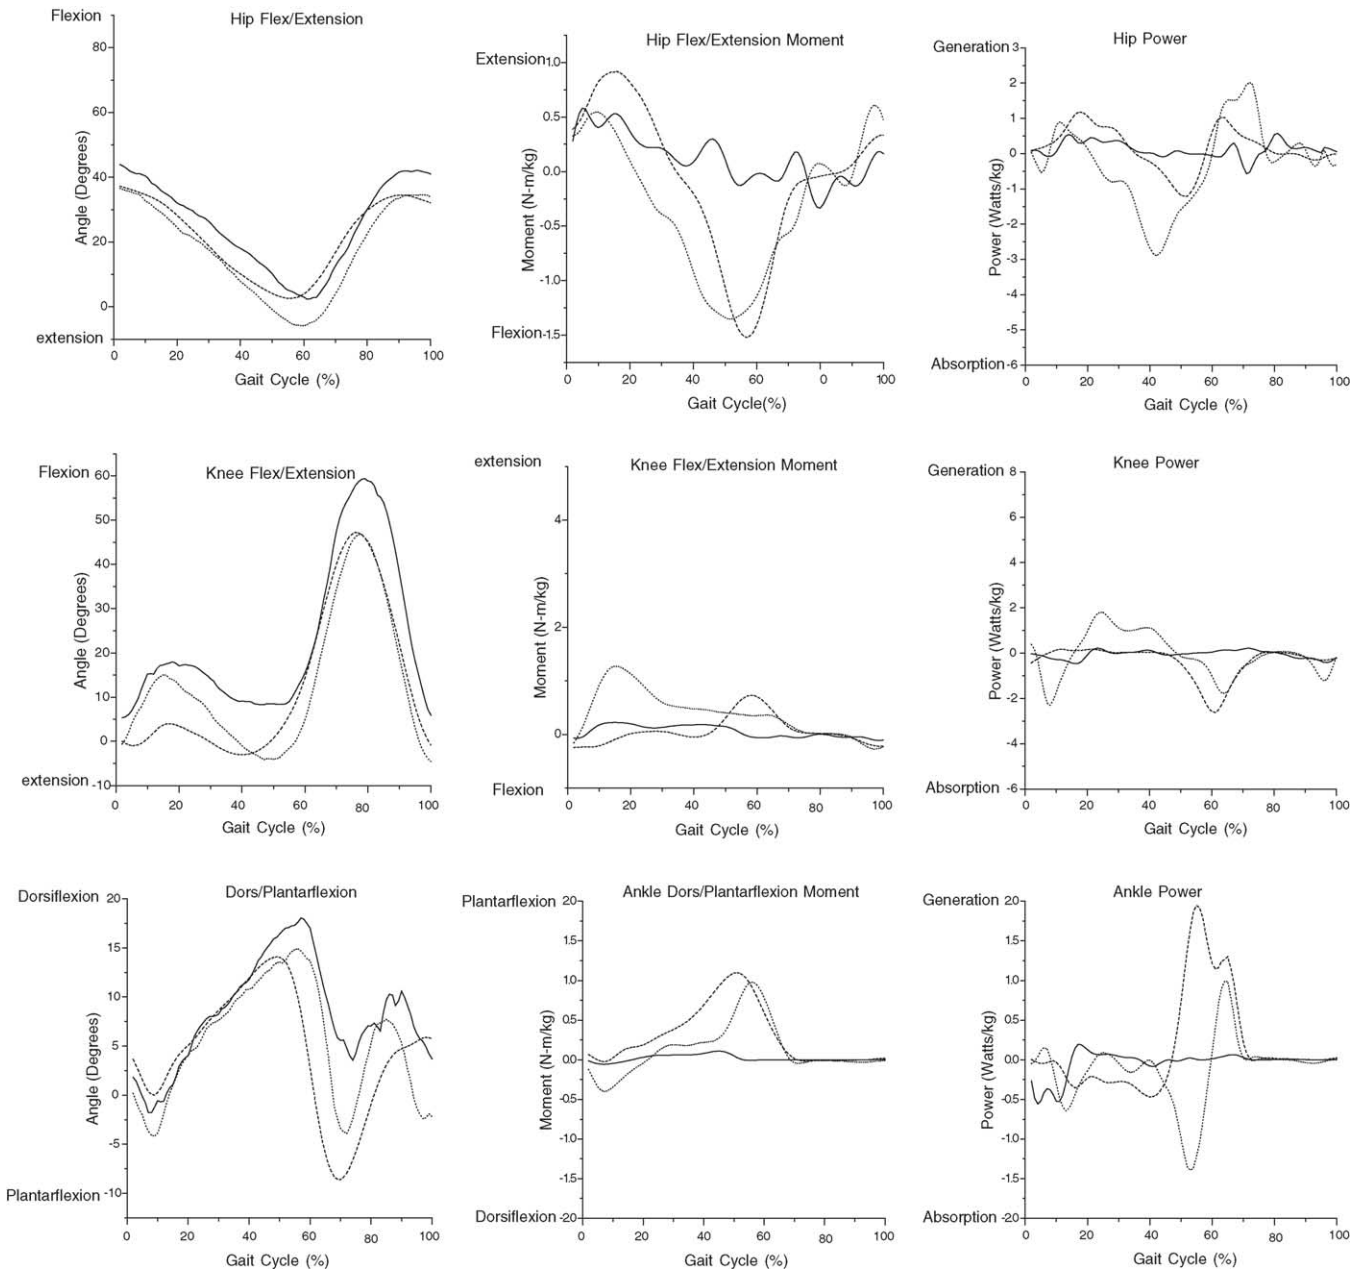 Flexion
Hip Flex/Extension
80
60
40
20
0
Angle (Degrees)
extension
0 20 40 60 80 100
Gait Cycle (%)
Hip Flex/Extension Moment
Extension 1.0
0.5
0.0
-0.5
-1.0
Flexion -1.5
Moment (N-m/kg)
0 20 40 60 0 100
Gait Cycle(%)
Hip Power
Generation 3
2
1
0
-1
-2
-3
-4
-5
Absorption -6
Power (Watts/kg)
0 20 40 60 80 100
Gait Cycle (%)
Flexion 60
Knee Flex/Extension
50
40
30
20
10
0
extension -10
Angle (Degrees)
0 20 40 60 80 100
Gait Cycle (%)
extension
Knee Flex/Extension Moment
4
2
0
Flexion
Moment (N-m/kg)
0 20 40 60 80 100
Gait Cycle (%)
Knee Power
Generation 8
6
4
2
0
-2
-4
Absorption -6
Power (Watts/kg)
0 20 40 60 80 100
Gait Cycle (%)
Dorsiflexion 20
Dors/Plantarflexion
15
10
5
0
-5
Plantarflexion -10
Angle (Degrees)
0 20 40 60 80 100
Gait Cycle (%)
Plantarflexion 20
Ankle Dors/Plantarflexion Moment
1.5
1.0
0.5
0.0
-0.5
-1.0
-1.5
Dorsiflexion -20
Moment (N-m/kg)
0 20 40 60 80 100
Gait Cycle (%)
Ankle Power
Generation 20
1.5
1.0
0.5
0.0
-0.5
-1.0
-1.5
Absorption -20
Power (Watts/kg)
0 20 40 60 80 100
Gait Cycle (%)